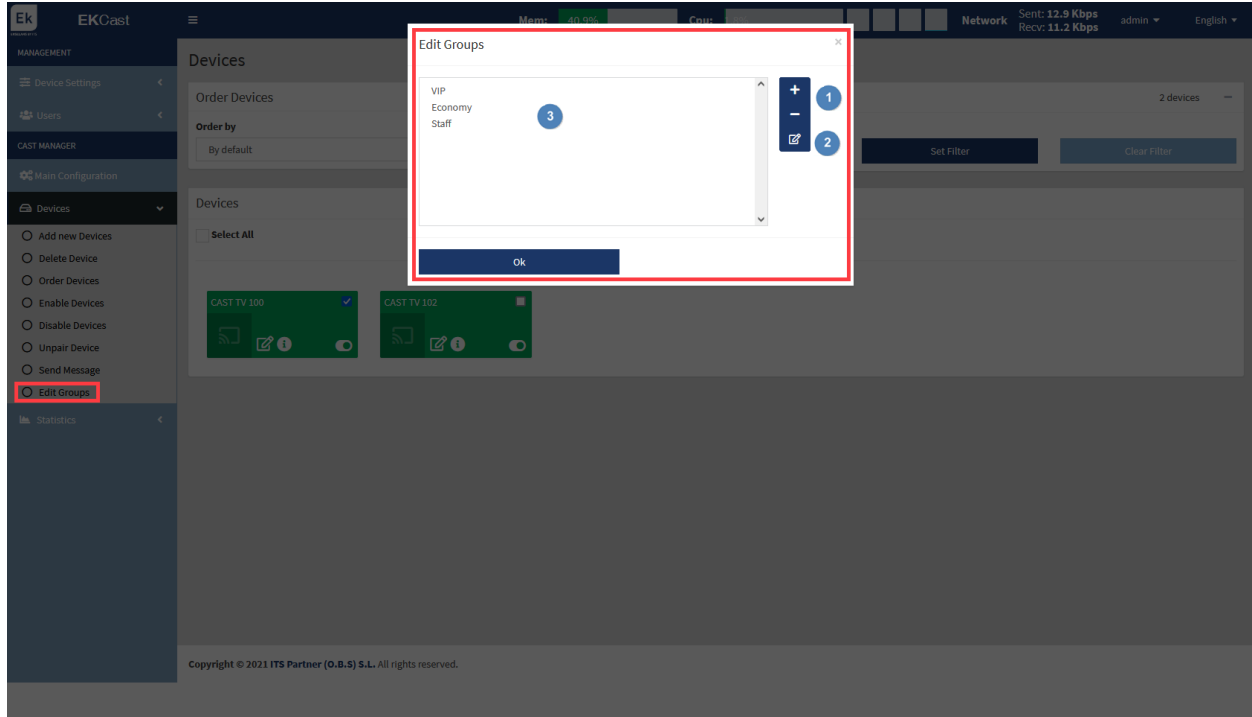 Ek
EKCast
Mem: 40.9%
Cpu:
Network
Sent: 12.9 Kbps
Recv: 11.2 Kbps
admin
English
MANAGEMENT
Device Settings
Users
CAST MANAGER
Main Configuration
Devices
Add new Devices
Delete Device
Order Devices
Enable Devices
Disable Devices
Unpair Device
Send Message
Edit Groups
Statistics
Devices
Order Devices
2 devices
Order by
By default
Set Filter
Clear Filter
Devices
Select All
CAST TV 100
CAST TV 102
Edit Groups
×
VIP
Economy
Staff
3
1
2
Ok
Copyright © 2021 ITS Partner (O.B.S) S.L. All rights reserved.